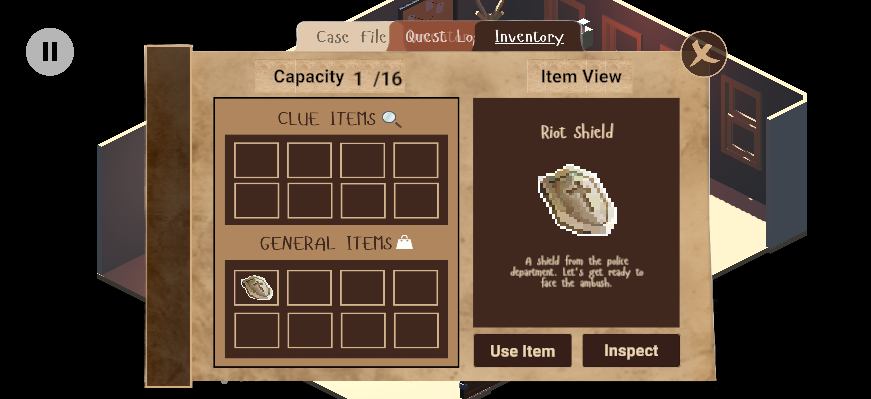 Case File
Quest Lo
Inventory
Capacity 1 /16
Item View
CLUE ITEMS
GENERAL ITEMS
Riot Shield
A shield from the police
department. Let's get ready to
face the ambush.
Use Item
Inspect